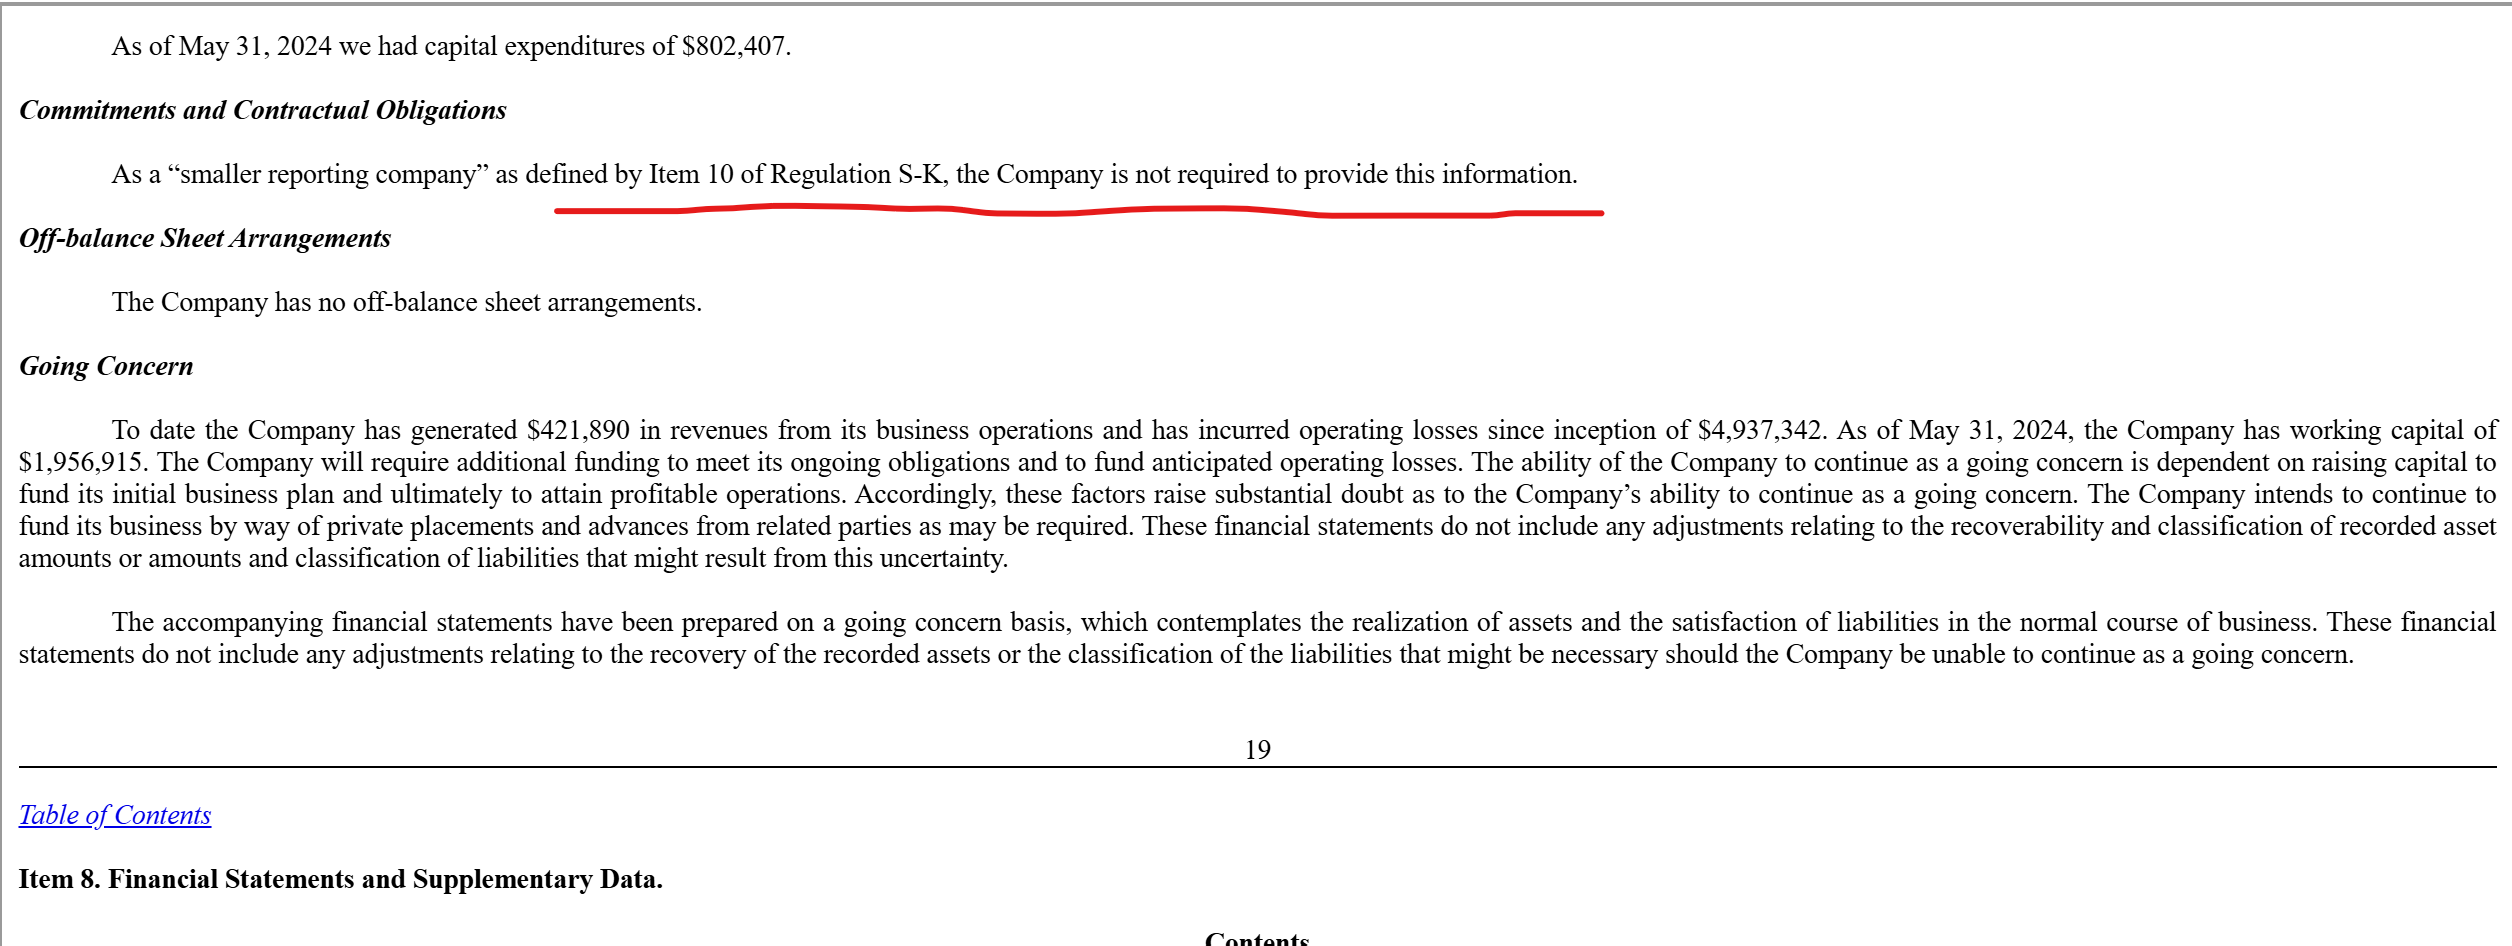 As of May 31, 2024 we had capital expenditures of $802,407.
Commitments and Contractual Obligations
As a “smaller reporting company” as defined by Item 10 of Regulation S-K, the Company is not required to provide this information.
Off-balance Sheet Arrangements
The Company has no off-balance sheet arrangements.
Going Concern
To date the Company has generated $421,890 in revenues from its business operations and has incurred operating losses since inception of $4,937,342. As of May 31, 2024, the Company has working capital of
$1,956,915. The Company will require additional funding to meet its ongoing obligations and to fund anticipated operating losses. The ability of the Company to continue as a going concern is dependent on raising capital to
fund its initial business plan and ultimately to attain profitable operations. Accordingly, these factors raise substantial doubt as to the Company’s ability to continue as a going concern. The Company intends to continue to
fund its business by way of private placements and advances from related parties as may be required. These financial statements do not include any adjustments relating to the recoverability and classification of recorded asset
amounts or amounts and classification of liabilities that might result from this uncertainty.
The accompanying financial statements have been prepared on a going concern basis, which contemplates the realization of assets and the satisfaction of liabilities in the normal course of business. These financial
statements do not include any adjustments relating to the recovery of the recorded assets or the classification of the liabilities that might be necessary should the Company be unable to continue as a going concern.
19
Table of Contents
Item 8. Financial Statements and Supplementary Data.
Contents